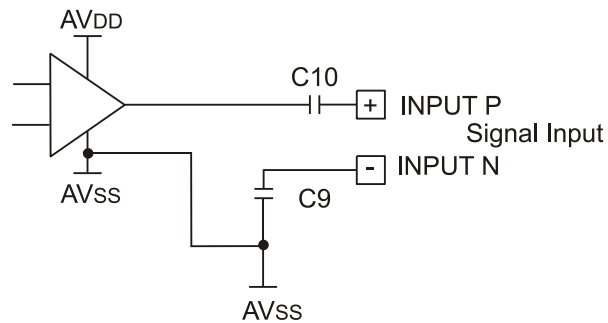 AVDD
C10
+ INPUT P
Signal Input
- INPUT N
AVSS
C9
AVSS